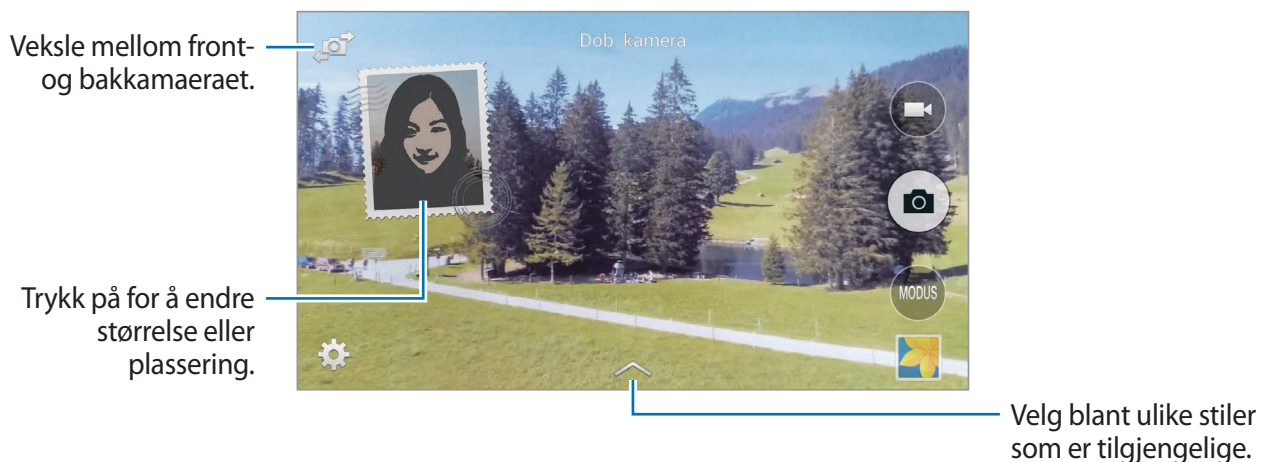 Veksle mellom front-
og bakkamaeraet.
Dob. kamera
MODUS
Trykk på for å endre
størrelse eller
plassering.
Velg blant ulike stiler
som er tilgjengelige.